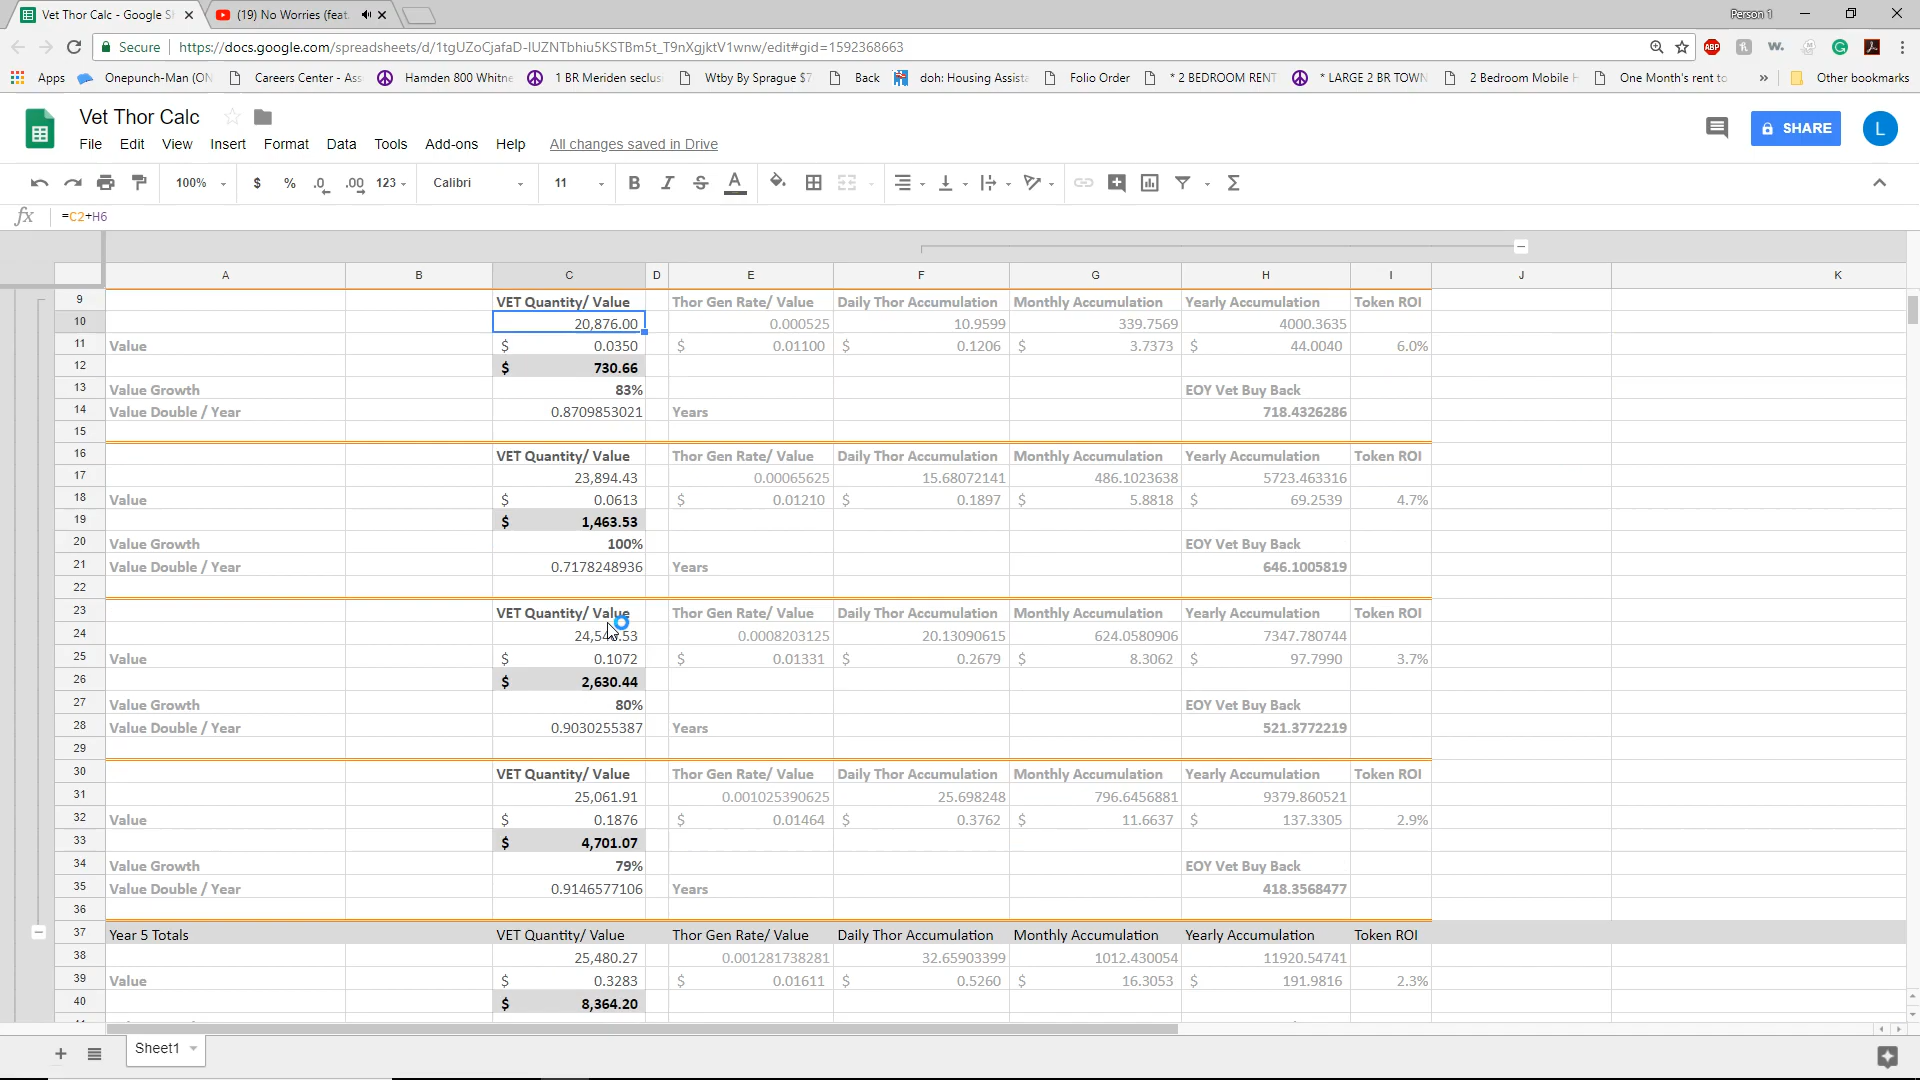 Vet Thor Calc - Google S
(19) No Worries (feat.
Person 1
Secure https://docs.google.com/spreadsheets/d/1tgUZoCjafaD-IUZNTbhiu5KSTBm5t_T9nXgjktV1wnw/edit#gid=1592368663
ABP
W.
Apps Onepunch-Man (ON Careers Center - Ass Hamden 800 Whitne 1 BR Meriden seclus Wtby By Sprague $7 Back doh: Housing Assista Folio Order * 2 BEDROOM RENT * LARGE 2 BR TOWN 2 Bedroom Mobile H One Month's rent to » Other bookmarks
Vet Thor Calc
SHARE
L
File Edit View Insert Format Data Tools Add-ons Help All changes saved in Drive
100% $ % .0 .00 123 Calibri 11 B I S A Σ
fx =C2+H6
A B C D E F G H I J K
9 VET Quantity/ Value Thor Gen Rate/ Value Daily Thor Accumulation Monthly Accumulation Yearly Accumulation Token ROI
10 20,876.00 0.000525 10.9599 339.7569 4000.3635
11 Value $ 0.0350 $ 0.01100 $ 0.1206 $ 3.7373 $ 44.0040 6.0%
12 $ 730.66
13 Value Growth 83% EOY Vet Buy Back
14 Value Double / Year 0.8709853021 Years 718.4326286
15
16 VET Quantity/ Value Thor Gen Rate/ Value Daily Thor Accumulation Monthly Accumulation Yearly Accumulation Token ROI
17 23,894.43 0.00065625 15.68072141 486.1023638 5723.463316
18 Value $ 0.0613 $ 0.01210 $ 0.1897 $ 5.8818 $ 69.2539 4.7%
19 $ 1,463.53
20 Value Growth 100% EOY Vet Buy Back
21 Value Double / Year 0.7178248936 Years 646.1005819
22
23 VET Quantity/ Value Thor Gen Rate/ Value Daily Thor Accumulation Monthly Accumulation Yearly Accumulation Token ROI
24 0.0008203125 20.13090615 624.0580906 7347.780744
25 Value $ 0.1072 $ 0.01331 $ 0.2679 $ 8.3062 $ 97.7990 3.7%
26 $ 2,630.44
27 Value Growth 80% EOY Vet Buy Back
28 Value Double / Year 0.9030255387 Years 521.3772219
29
30 VET Quantity/ Value Thor Gen Rate/ Value Daily Thor Accumulation Monthly Accumulation Yearly Accumulation Token ROI
31 25,061.91 0.001025390625 25.698248 796.6456881 9379.860521
32 Value $ 0.1876 $ 0.01464 $ 0.3762 $ 11.6637 $ 137.3305 2.9%
33 $ 4,701.07
34 Value Growth 79% EOY Vet Buy Back
35 Value Double / Year 0.9146577106 Years 418.3568477
36
37 Year 5 Totals VET Quantity/ Value Thor Gen Rate/ Value Daily Thor Accumulation Monthly Accumulation Yearly Accumulation Token ROI
38 25,480.27 0.001281738281 32.65903399 1012.430054 11920.54741
39 Value $ 0.3283 $ 0.01611 $ 0.5260 $ 16.3053 $ 191.9816 2.3%
40 $ 8,364.20
Sheet1